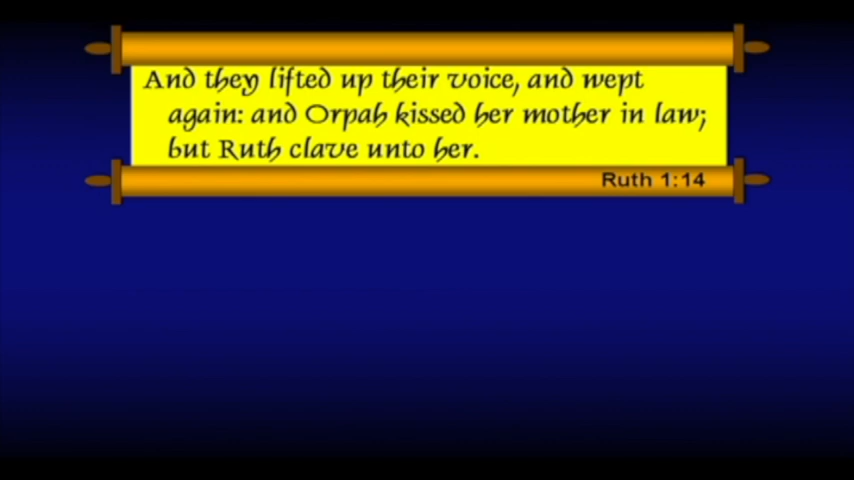 And they lifted up their voice, and wept
again: and Orpah kissed her mother in law;
but Ruth clave unto her.
Ruth 1:14